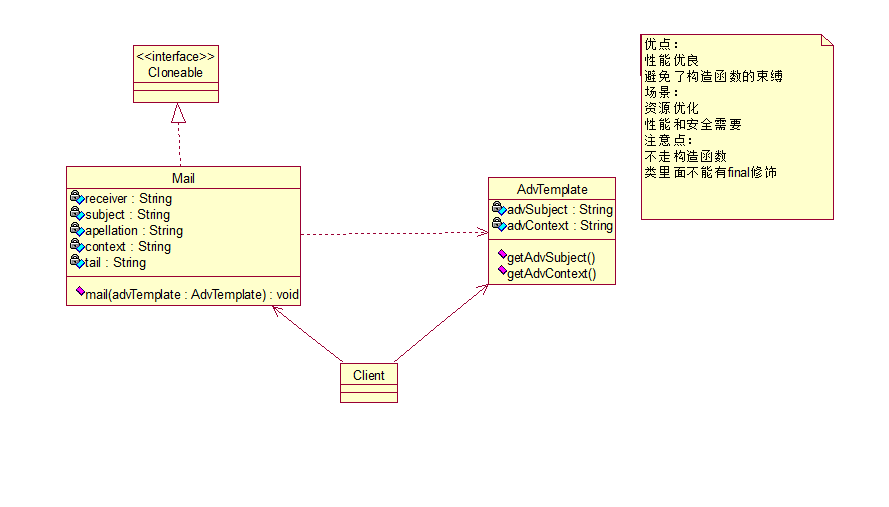 <<interface>>
Cloneable
Mail
receiver : String
subject : String
apellation : String
context : String
tail : String
mail(advTemplate : AdvTemplate) : void
AdvTemplate
advSubject : String
advContext : String
getAdvSubject()
getAdvContext()
Client
优点：
性能优良
避免了构造函数的束缚
场景：
资源优化
性能和安全需要
注意点：
不走构造函数
类里面不能有final修饰